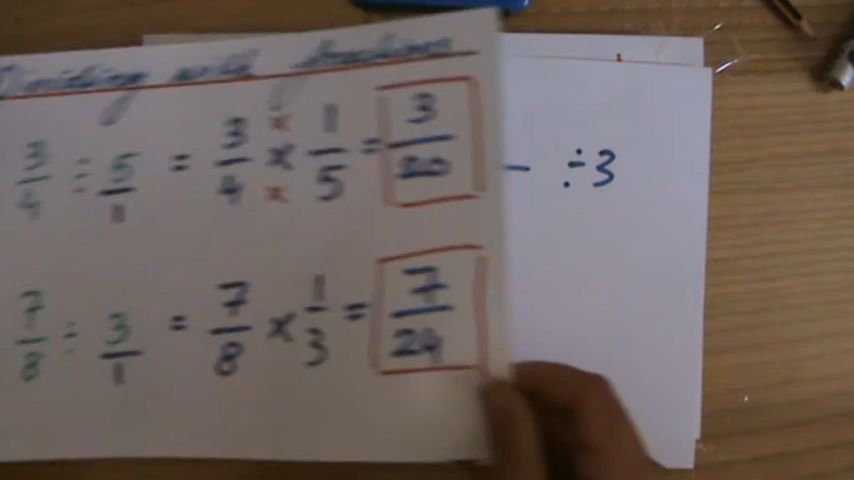 Dividing with fractions
3/4 ÷ 5/1 = 3/4 × 1/5 = 3/20
÷ 3
7/8 ÷ 3/1 = 7/8 × 1/3 = 7/24